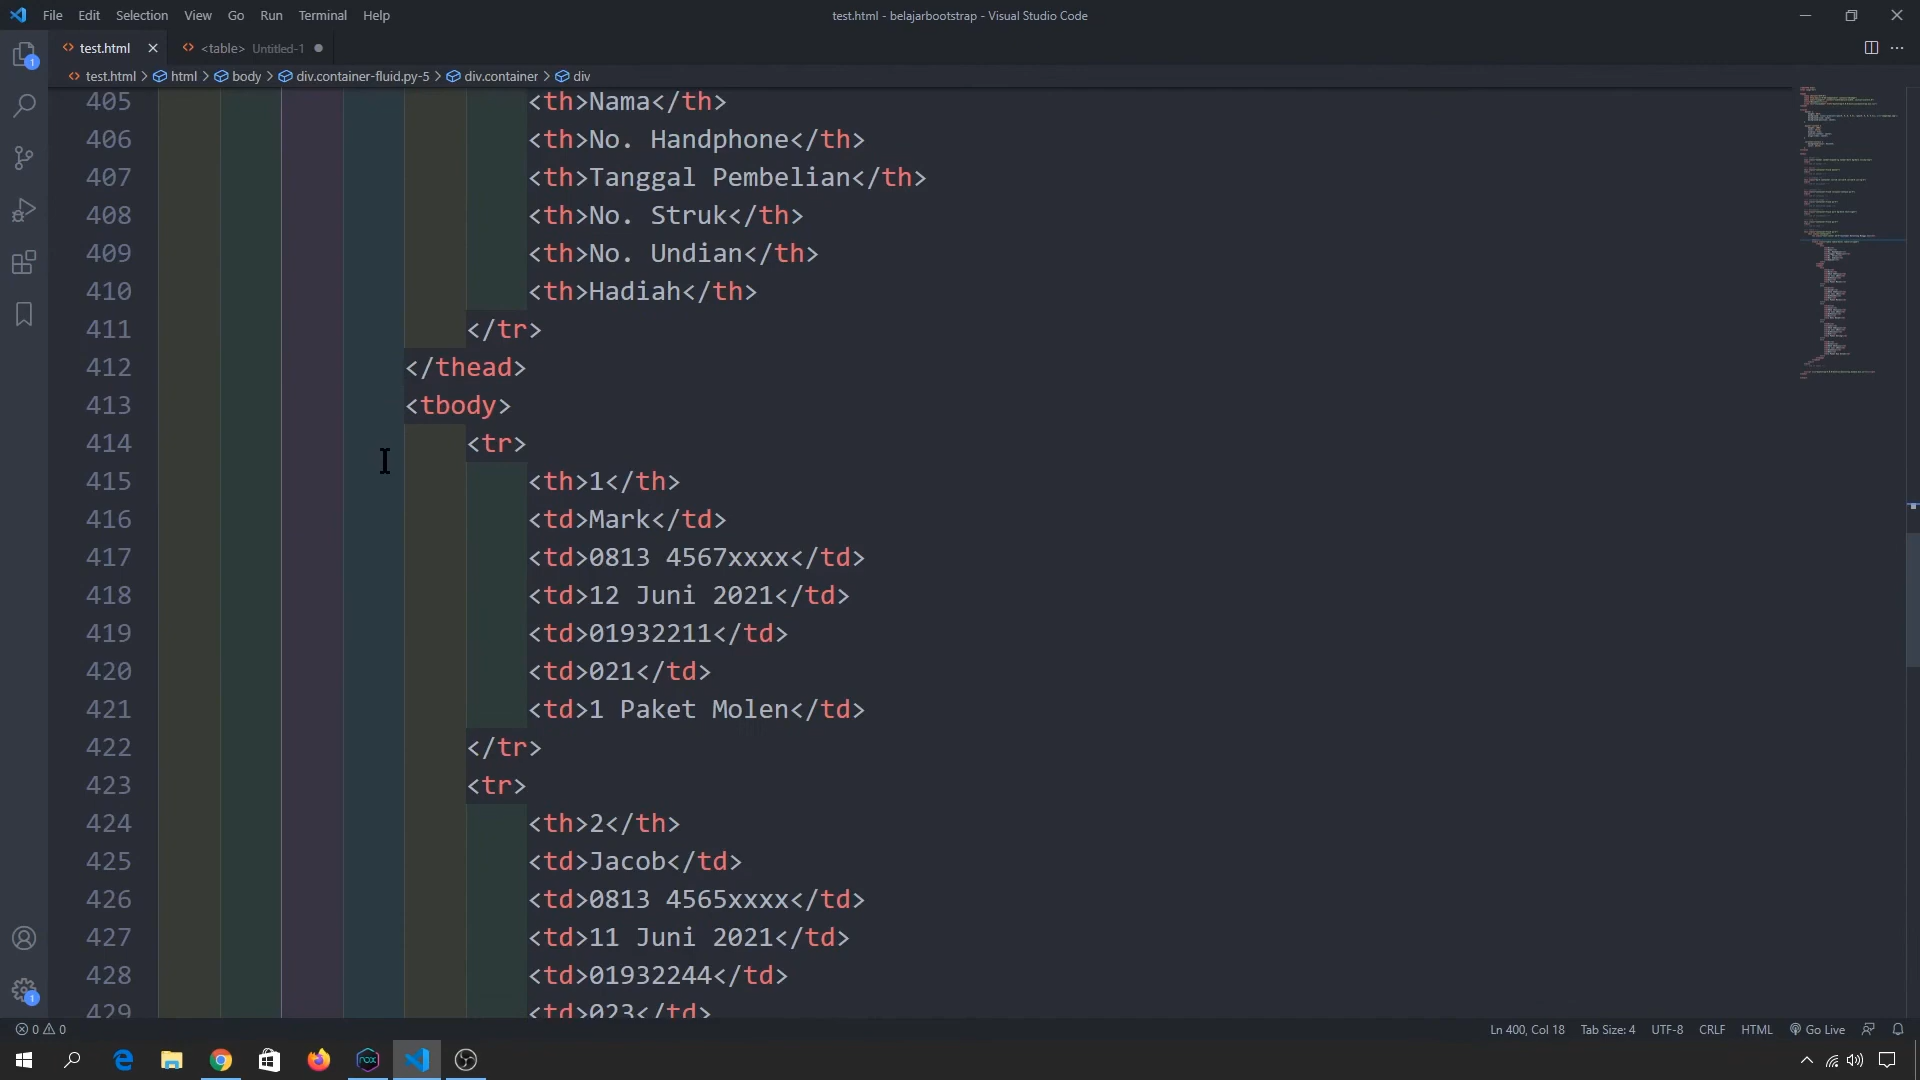 File Edit Selection View Go Run Terminal Help
test.html - belajarbootstrap - Visual Studio Code
test.html
<table> Untitled-1
test.html > html > body > div.container-fluid.py-5 > div.container > div
405 <th>Nama</th>
406 <th>No. Handphone</th>
407 <th>Tanggal Pembelian</th>
408 <th>No. Struk</th>
409 <th>No. Undian</th>
410 <th>Hadiah</th>
411 </tr>
412 </thead>
413 <tbody>
414 <tr>
415 <th>1</th>
416 <td>Mark</td>
417 <td>0813 4567xxxx</td>
418 <td>12 Juni 2021</td>
419 <td>01932211</td>
420 <td>021</td>
421 <td>1 Paket Molen</td>
422 </tr>
423 <tr>
424 <th>2</th>
425 <td>Jacob</td>
426 <td>0813 4565xxxx</td>
427 <td>11 Juni 2021</td>
428 <td>01932244</td>
429 <td>023</td>
1
1
0 0
Ln 400, Col 18 Tab Size: 4 UTF-8 CRLF HTML Go Live
nox